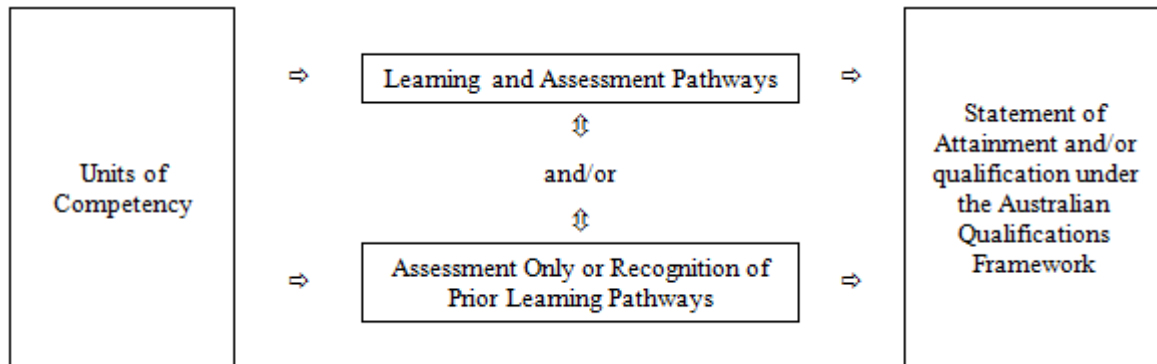 Units of
Competency
Learning and Assessment Pathways
and/or
Assessment Only or Recognition of
Prior Learning Pathways
Statement of
Attainment and/or
qualification under
the Australian
Qualifications
Framework